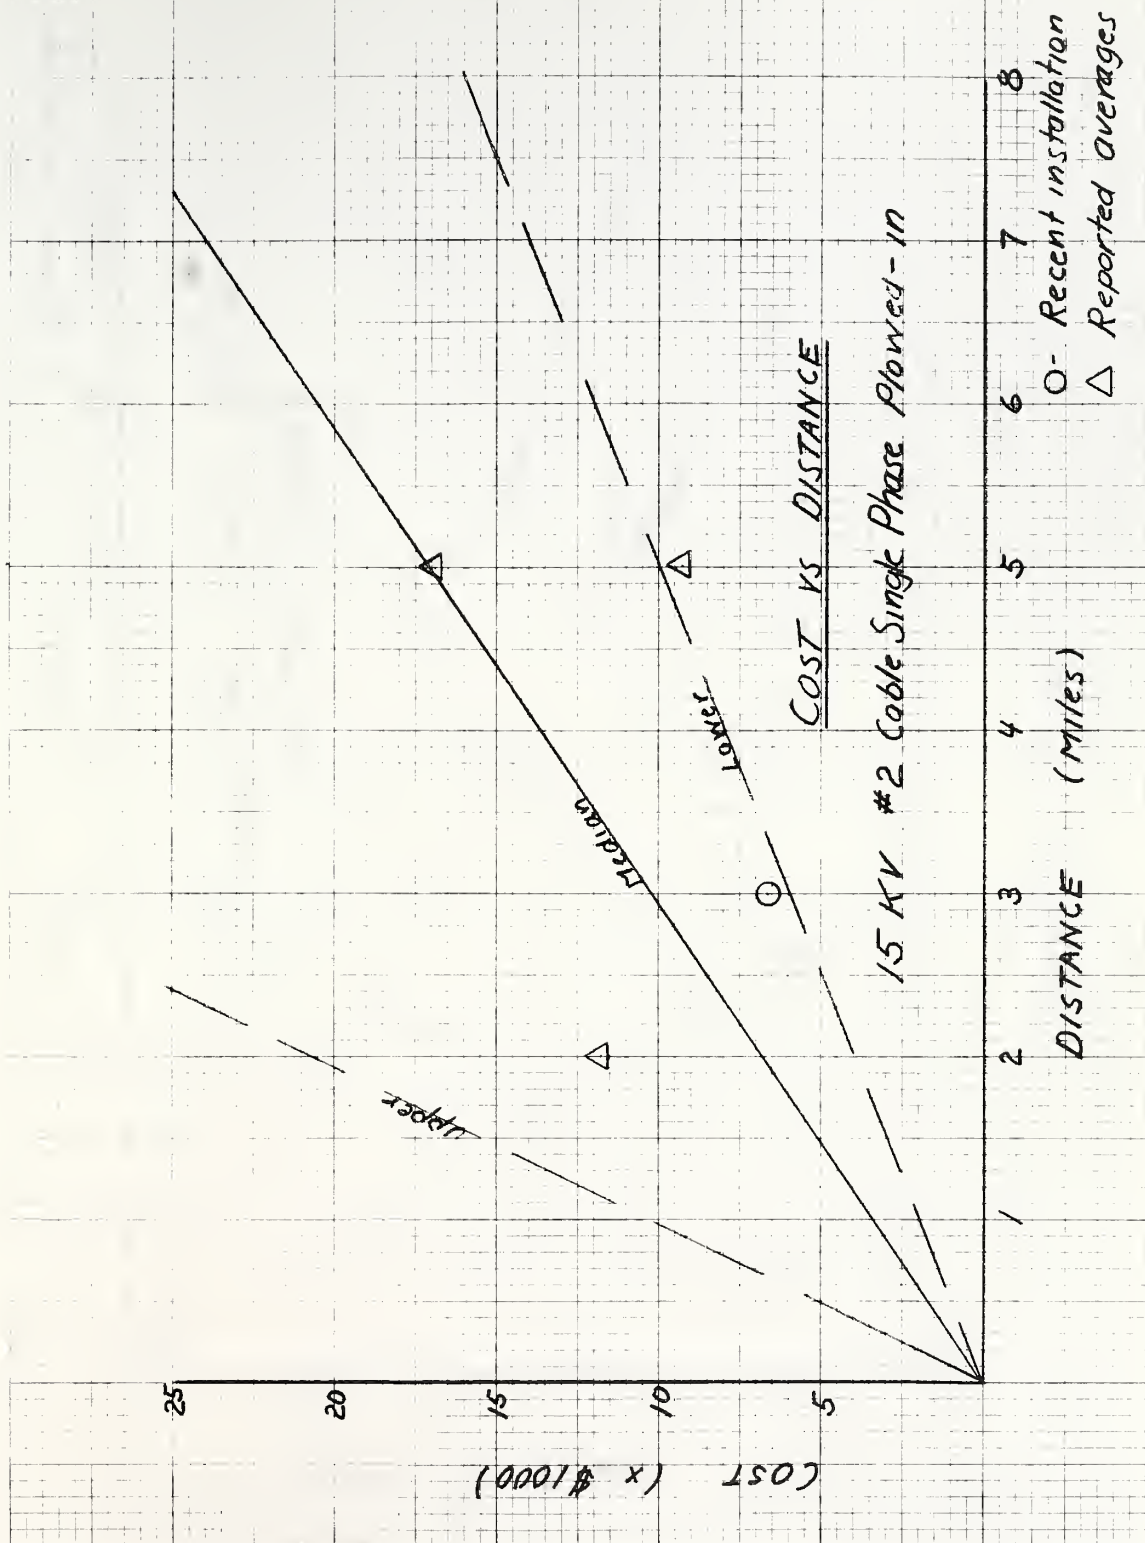 COST VS DISTANCE
15 KV #2 Cable Single Phase Plowed-in
COST (x $1000)
25
20
15
10
5
upper
Median
Lower
1
2
3
4
5
6
7
8
DISTANCE (Miles)
O- Recent installation
△ Reported averages